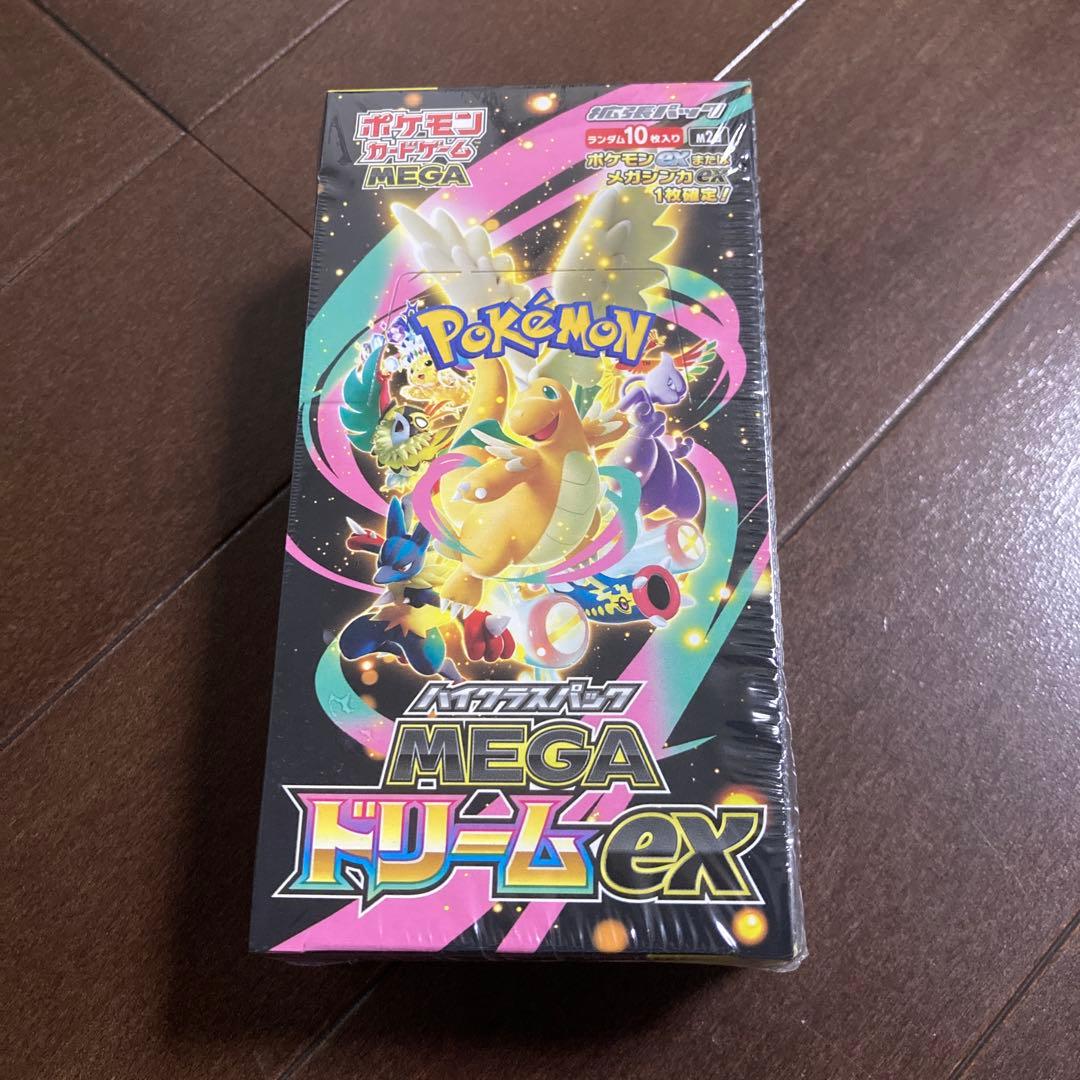 ポケモン
カードゲーム
MEGA
拡張パック
ランダム10枚入り M2a
ポケモンexまたは
メガシンカex
1枚確定!
POKÉMON
TM
ハイクラスパック
MEGA
ドリームex